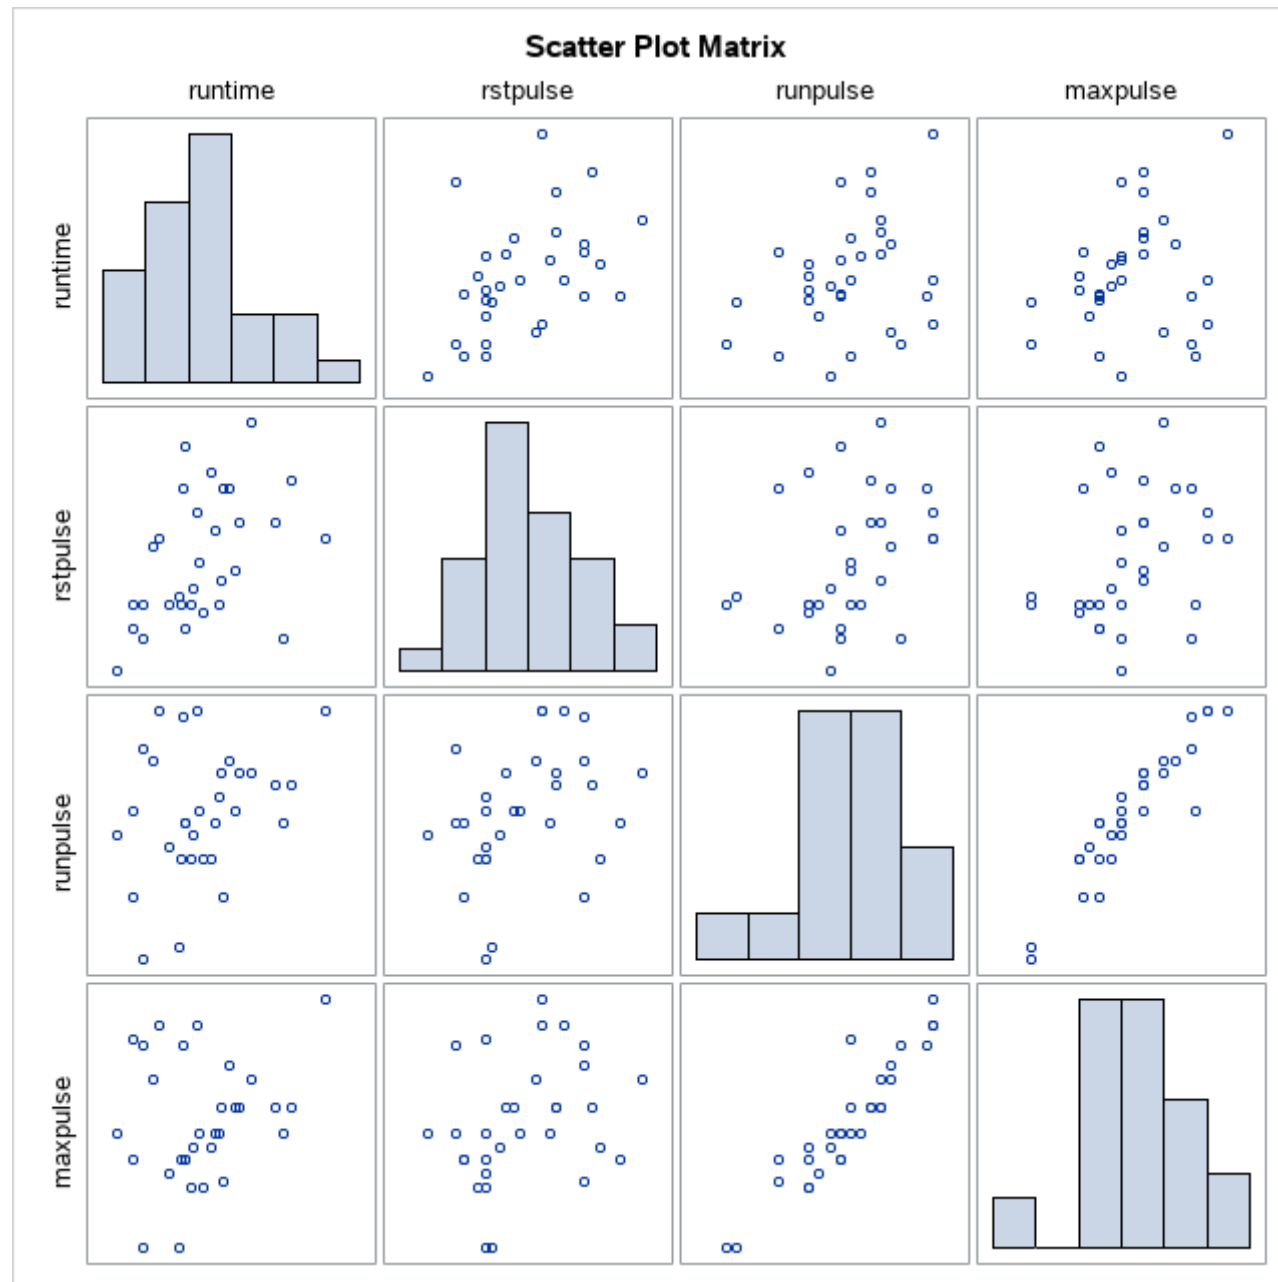 Scatter Plot Matrix
runtime rstpulse runpulse maxpulse
runtime
rstpulse
runpulse
maxpulse